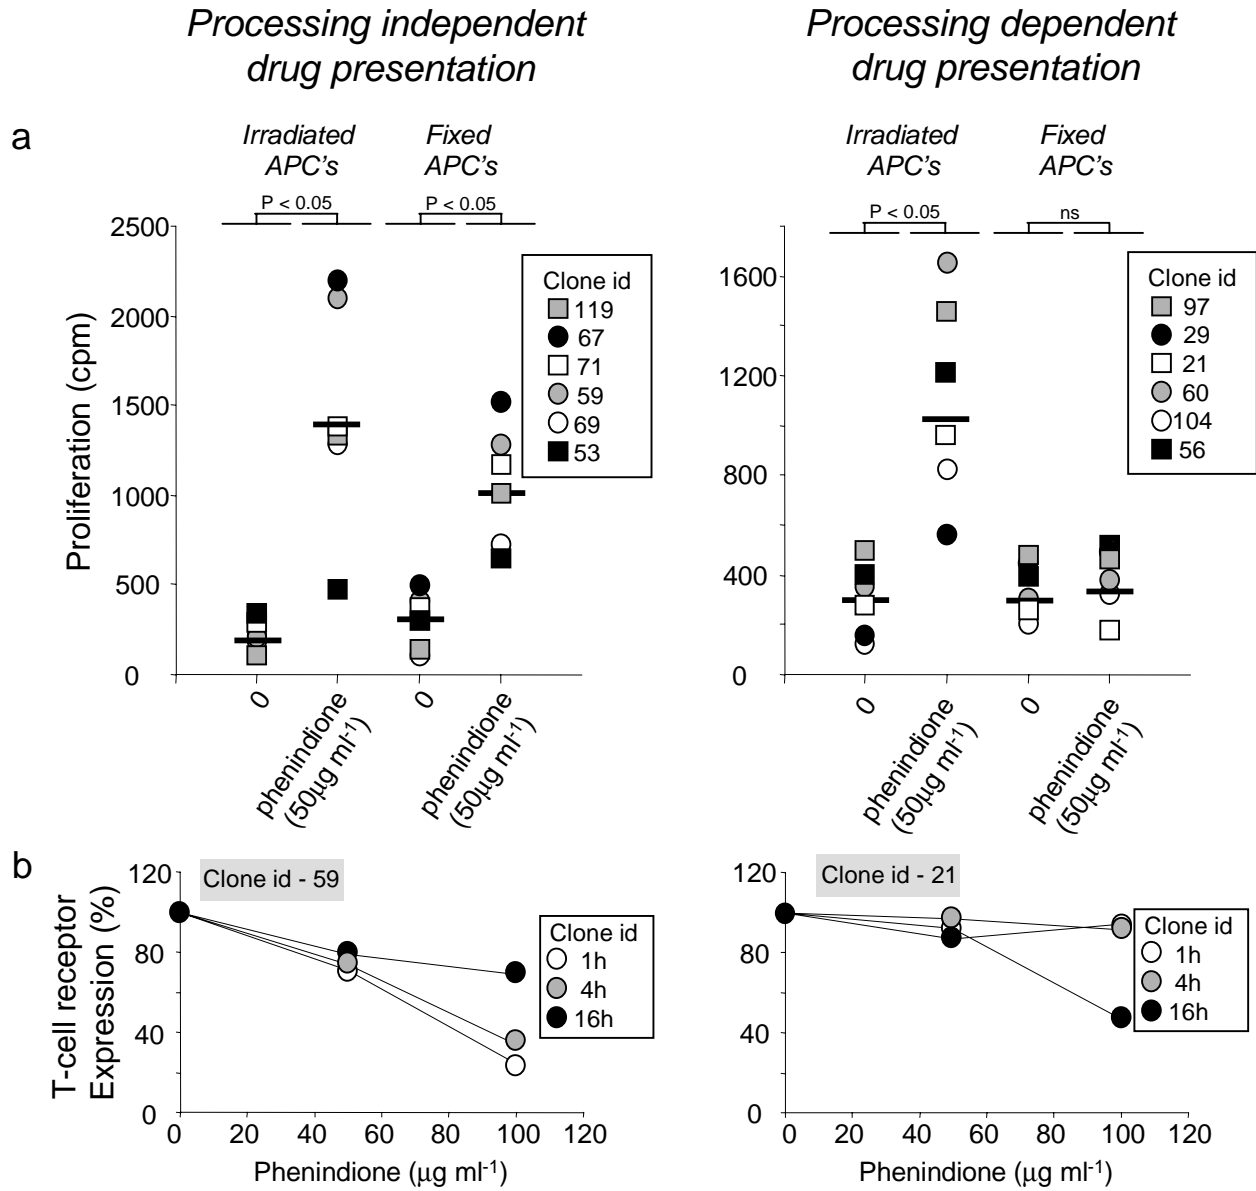 Processing independent
drug presentation
Processing dependent
drug presentation
a
Irradiated
APC's
Fixed
APC's
P < 0.05
P < 0.05
Proliferation (cpm)
2500
2000
1500
1000
500
0
Clone id
119
67
71
59
69
53
0
phenindione
(50µg ml-1)
0
phenindione
(50µg ml-1)
Irradiated
APC's
Fixed
APC's
P < 0.05
ns
1600
1200
800
400
0
Clone id
97
29
21
60
104
56
0
phenindione
(50µg ml-1)
0
phenindione
(50µg ml-1)
b
T-cell receptor
Expression (%)
120
80
40
0
Clone id - 59
Clone id
1h
4h
16h
0 20 40 60 80 100 120
Phenindione (µg ml-1)
120
80
40
0
Clone id - 21
Clone id
1h
4h
16h
0 20 40 60 80 100 120
Phenindione (µg ml-1)